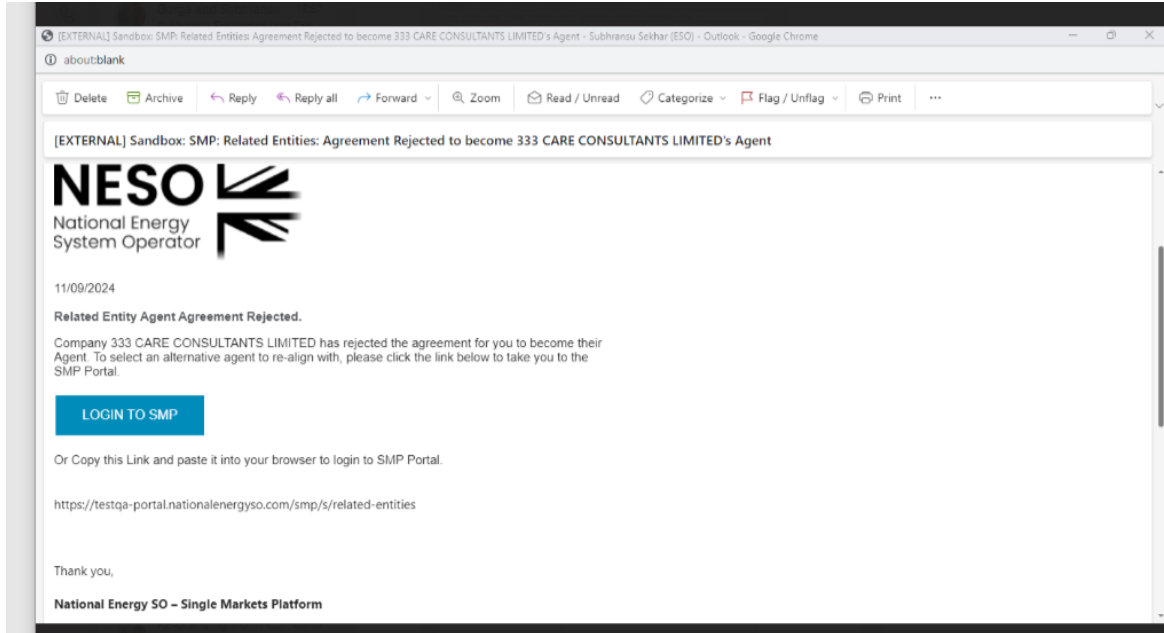 [EXTERNAL] Sandbox: SMP: Related Entities: Agreement Rejected to become 333 CARE CONSULTANTS LIMITED's Agent - Subhransu Sekhar (ESO) - Outlook - Google Chrome
about:blank
Delete Archive Reply Reply all Forward Zoom Read / Unread Categorize Flag / Unflag Print ...
[EXTERNAL] Sandbox: SMP: Related Entities: Agreement Rejected to become 333 CARE CONSULTANTS LIMITED's Agent
NESO
National Energy
System Operator
11/09/2024
Related Entity Agent Agreement Rejected.
Company 333 CARE CONSULTANTS LIMITED has rejected the agreement for you to become their
Agent. To select an alternative agent to re-align with, please click the link below to take you to the
SMP Portal.
LOGIN TO SMP
Or Copy this Link and paste it into your browser to login to SMP Portal.
https://testqa-portal.nationalenergyso.com/smp/s/related-entities
Thank you,
National Energy SO – Single Markets Platform